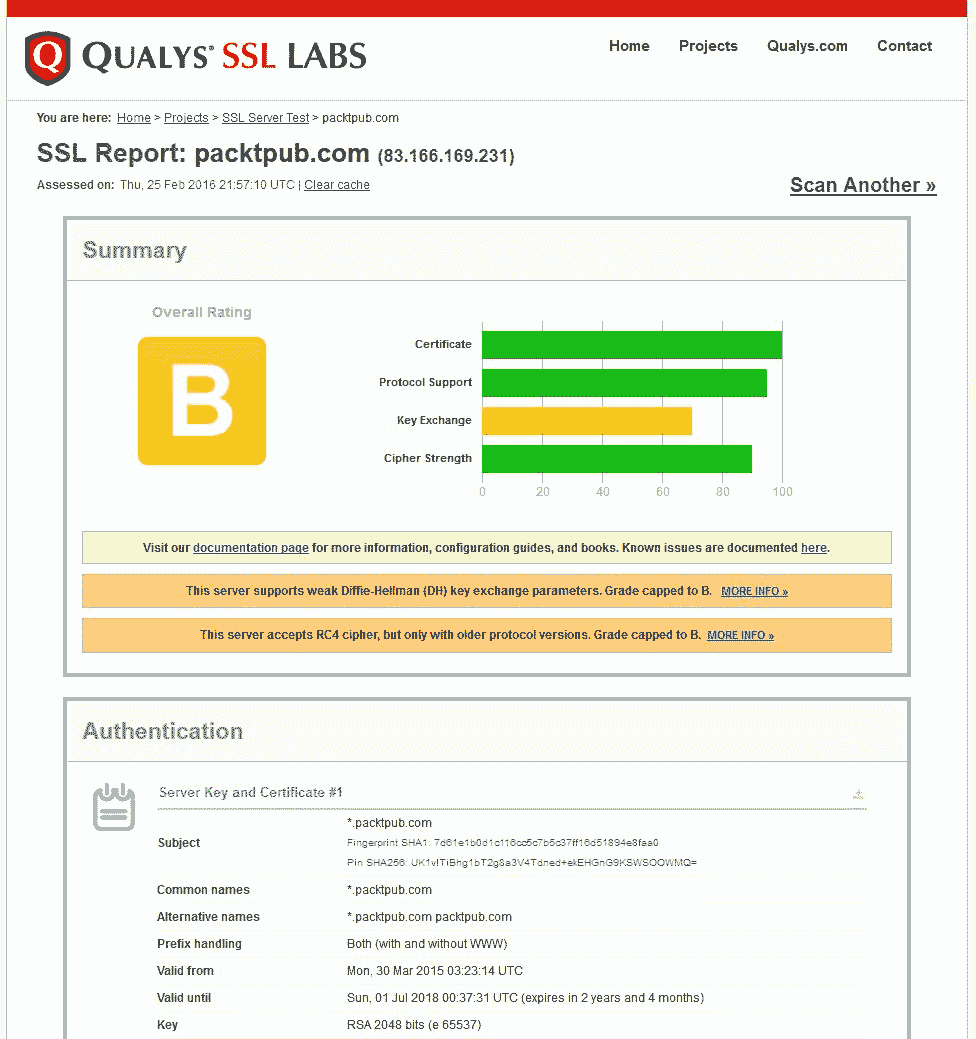 QUALYS® SSL LABS
Home Projects Qualys.com Contact
You are here: Home > Projects > SSL Server Test > packtpub.com
SSL Report: packtpub.com (83.166.169.231)
Assessed on: Thu, 25 Feb 2016 21:57:10 UTC | Clear cache
Scan Another »
Summary
Overall Rating
B
Certificate
Protocol Support
Key Exchange
Cipher Strength
0 20 40 60 80 100
Visit our documentation page for more information, configuration guides, and books. Known issues are documented here.
This server supports weak Diffie-Hellman (DH) key exchange parameters. Grade capped to B. MORE INFO »
This server accepts RC4 cipher, but only with older protocol versions. Grade capped to B. MORE INFO »
Authentication
Server Key and Certificate #1
Subject
*.packtpub.com
Fingerprint SHA1:
Pin SHA256:
Common names *.packtpub.com
Alternative names *.packtpub.com packtpub.com
Prefix handling Both (with and without WWW)
Valid from Mon, 30 Mar 2015 03:23:14 UTC
Valid until Sun, 01 Jul 2018 00:37:31 UTC (expires in 2 years and 4 months)
Key RSA 2048 bits (e 65537)